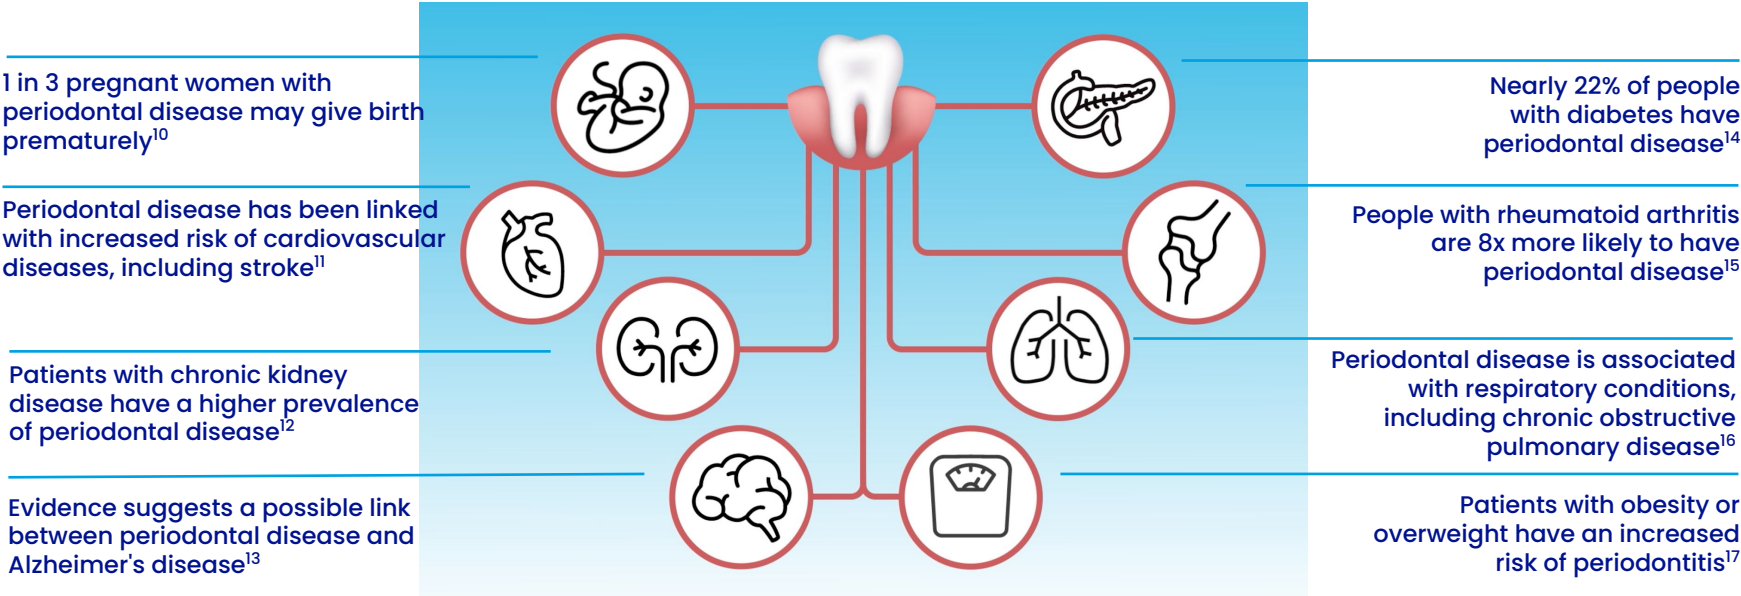 1 in 3 pregnant women with
periodontal disease may give birth
prematurely¹⁰
Periodontal disease has been linked
with increased risk of cardiovascular
diseases, including stroke¹¹
Patients with chronic kidney
disease have a higher prevalence
of periodontal disease¹²
Evidence suggests a possible link
between periodontal disease and
Alzheimer's disease¹³
Nearly 22% of people
with diabetes have
periodontal disease¹⁴
People with rheumatoid arthritis
are 8x more likely to have
periodontal disease¹⁵
Periodontal disease is associated
with respiratory conditions,
including chronic obstructive
pulmonary disease¹⁶
Patients with obesity or
overweight have an increased
risk of periodontitis¹⁷